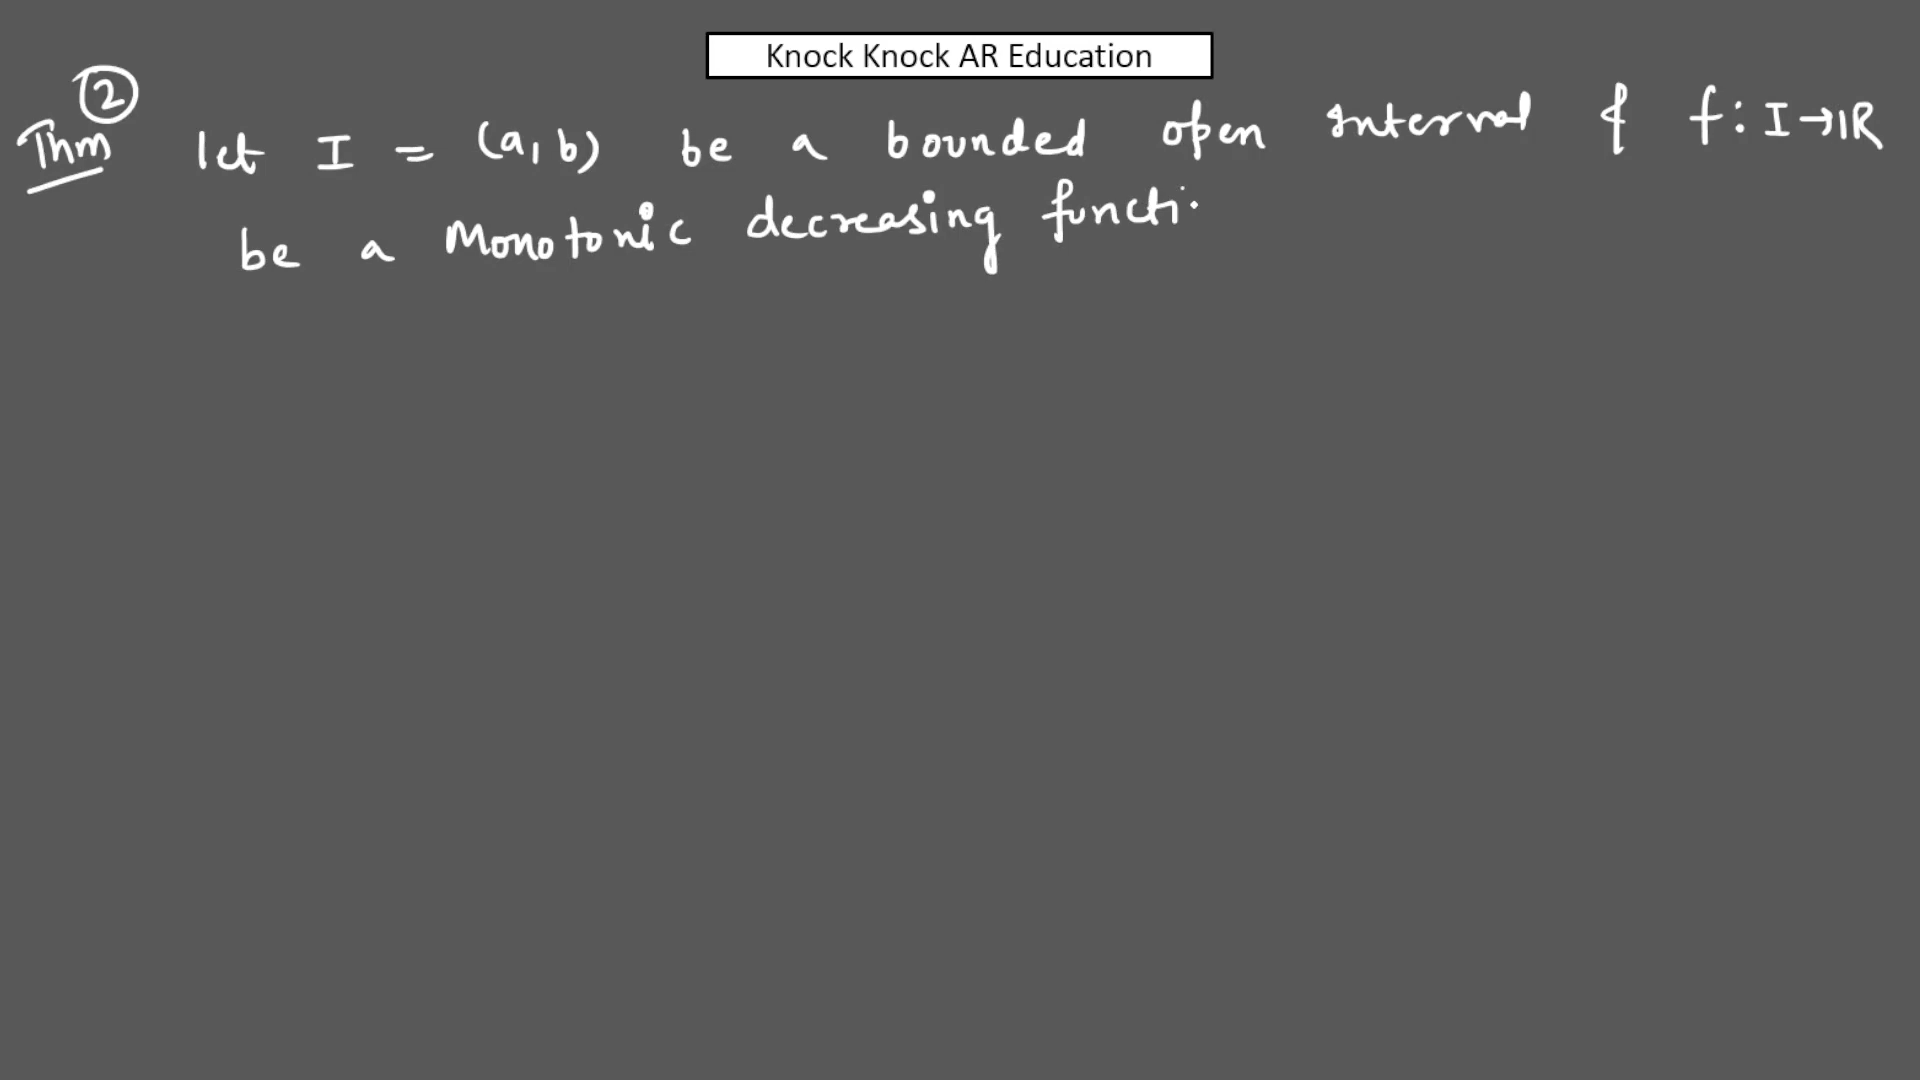 Knock Knock AR Education
Thm ② let I = (a, b) be a bounded open interval & f: I→IR
be a Monotonic decreasing functi